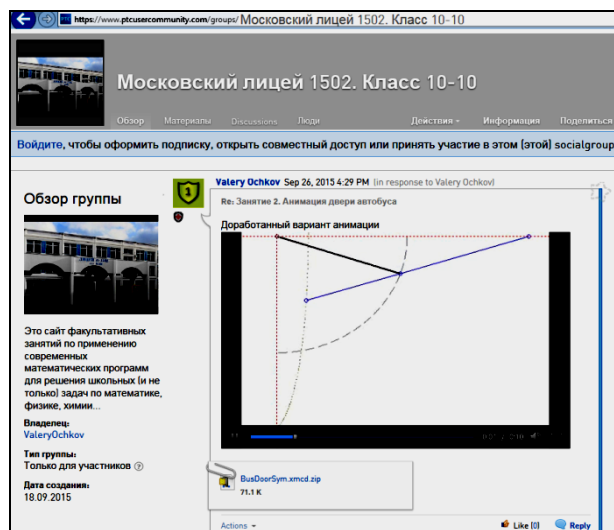 https://www.ptcusercommunity.com/groups/Московский лицей 1502. Класс 10-10
Московский лицей 1502. Класс 10-10
Обзор Материалы Discussions Люди Действия Информация Поделиться
Войдите, чтобы оформить подписку, открыть совместный доступ или принять участие в этом (этой) socialgroup
Valery Ochkov Sep 26, 2015 4:29 PM (in response to Valery Ochkov)
Re: Занятие 2. Анимация двери автобуса
Доработанный вариант анимации
1
BusDoorSym.xmcd.zip
71.1 K
Actions Like (0) Reply
Обзор группы
Это сайт факультативных
занятий по применению
современных
математических программ
для решения школьных (и не
только) задач по математике,
физике, химии...
Владелец:
ValeryOchkov
Тип группы:
Только для участников ?
Дата создания:
18.09.2015